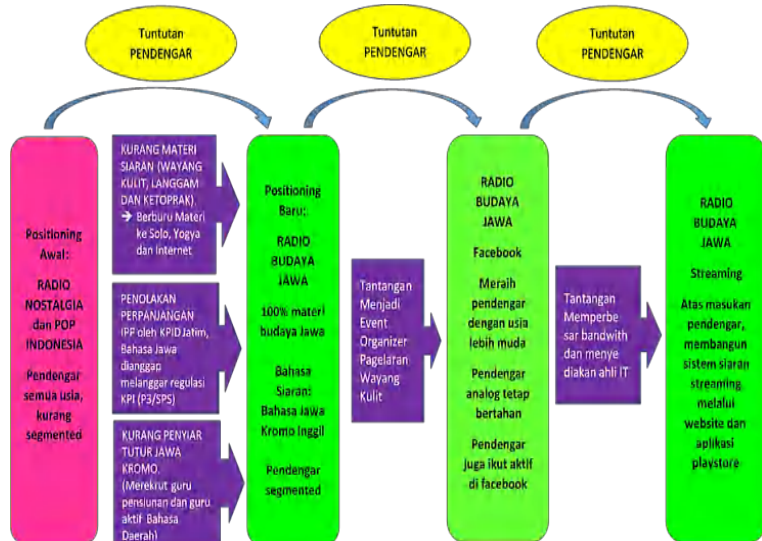 Tuntutan
PENDENGAR
Tuntutan
PENDENGAR
Tuntutan
PENDENGAR
Positioning
Awal:
RADIO
NOSTALGIA
dan POP
INDONESIA
Pendengar
semua usia,
kurang
segmented
KURANG MATERI
SIARAN (WAYANG
KULIT, LANGGAM
DAN KETOPRAK)
→ Berburu Materi
ke Solo, Yogya
dan Internet
PENOLAKAN
PERPANJANGAN
IPP oleh KPID Jatim,
Bahasa Jawa
dianggap
melanggar regulasi
KPI (P3/SPS)
KURANG PENYIAR
TUTUR JAWA
KROMO.
(Merekrut guru
pensiunan dan guru
aktif Bahasa
Daerah)
Positioning
Baru:
RADIO
BUDAYA
JAWA
100% materi
budaya Jawa
Bahasa
Siaran:
Bahasa Jawa
Kromo Inggil
Pendengar
segmented
Tantangan
Menjadi
Event
Organizer
Pagelaran
Wayang
Kulit
RADIO
BUDAYA
JAWA
Facebook
Meraih
pendengar
dengan usia
lebih muda
Pendengar
analog tetap
bertahan
Pendengar
juga ikut aktif
di facebook
Tantangan
Memperbe
sar bandwith
dan menye
diakan ahli IT
RADIO
BUDAYA
JAWA
Streaming
Atas masukan
pendengar,
membangun
sistem siaran
streaming
melalui
website dan
aplikasi
playstore